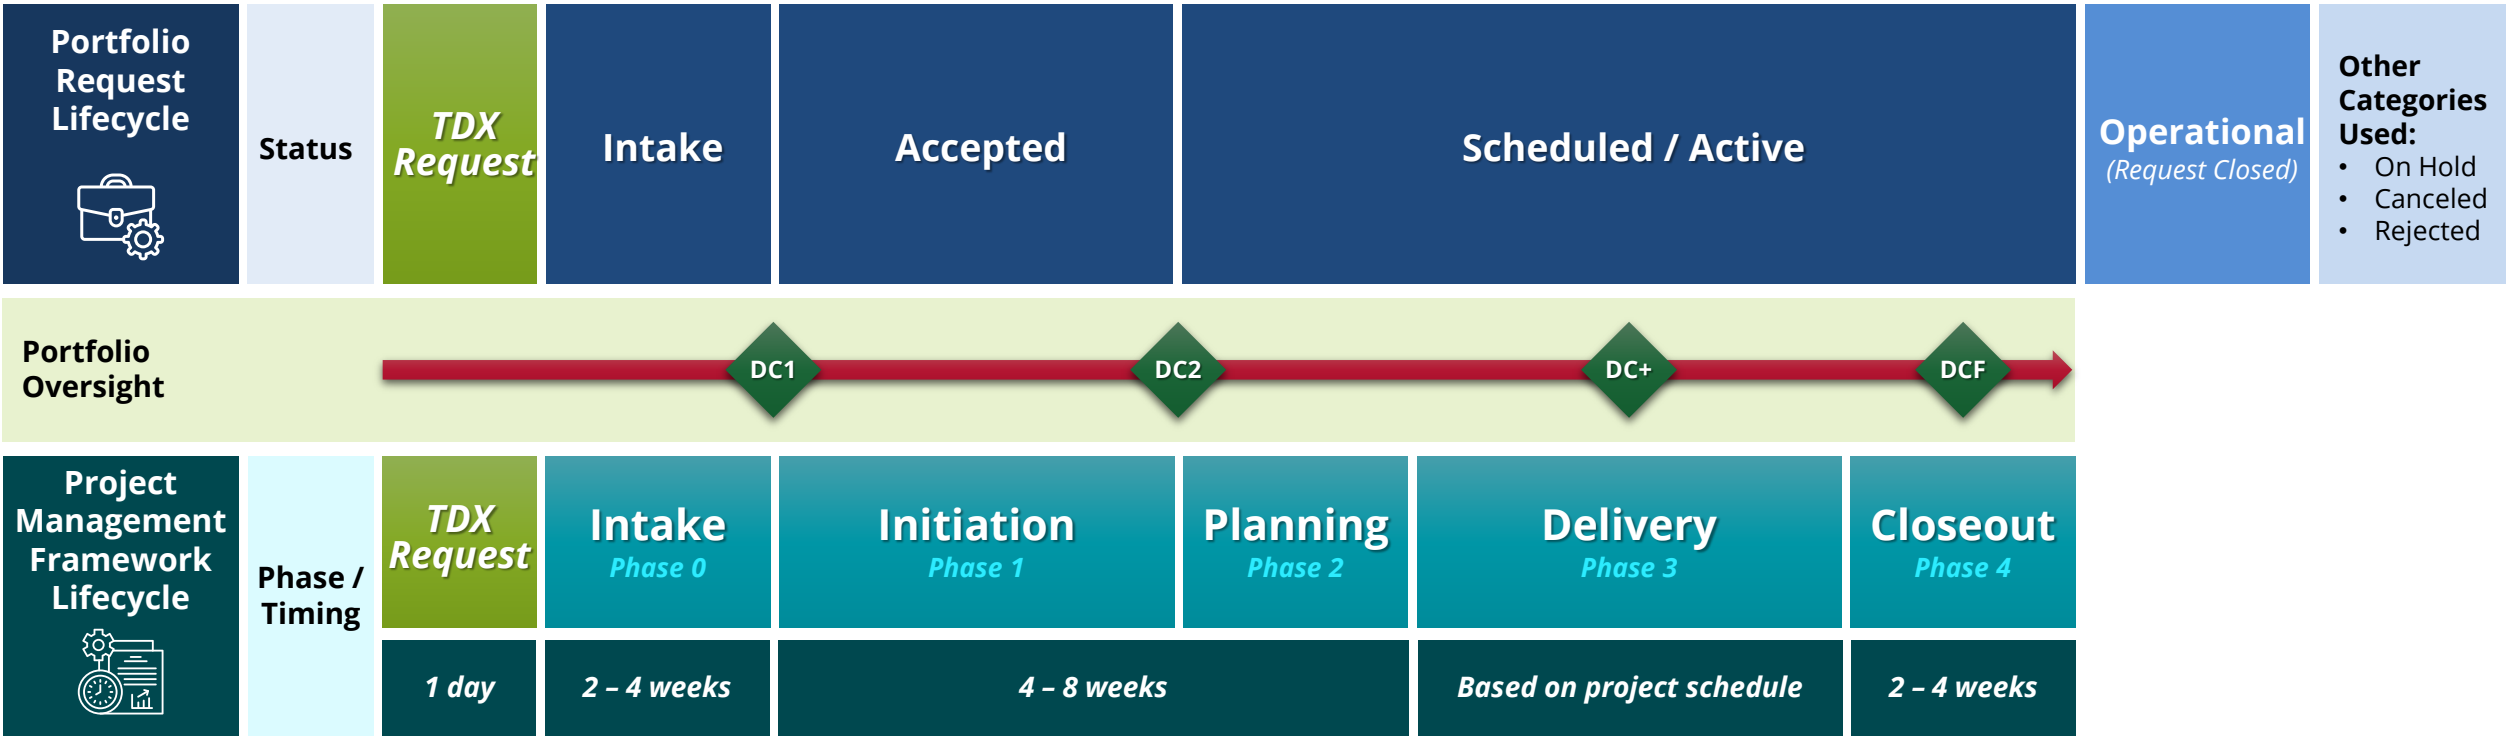 Portfolio
Request
Lifecycle
Status
TDX
Request
Intake
Accepted
Scheduled / Active
Operational
(Request Closed)
Other
Categories
Used:
• On Hold
• Canceled
• Rejected
Portfolio
Oversight
DC1
DC2
DC+
DCF
Project
Management
Framework
Lifecycle
Phase /
Timing
TDX
Request
Intake
Phase 0
Initiation
Phase 1
Planning
Phase 2
Delivery
Phase 3
Closeout
Phase 4
1 day
2 – 4 weeks
4 – 8 weeks
Based on project schedule
2 – 4 weeks